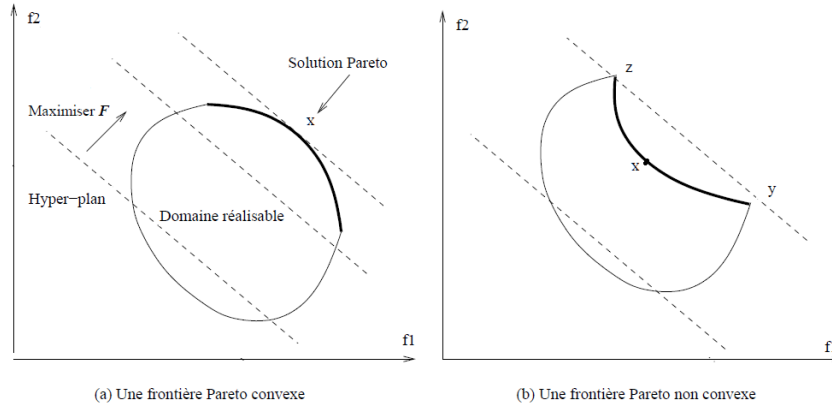 f2
Solution Pareto
x
Maximiser F
Hyper−plan
Domaine réalisable
f1
(a) Une frontière Pareto convexe
f2
z
x
y
f
(b) Une frontière Pareto non convexe